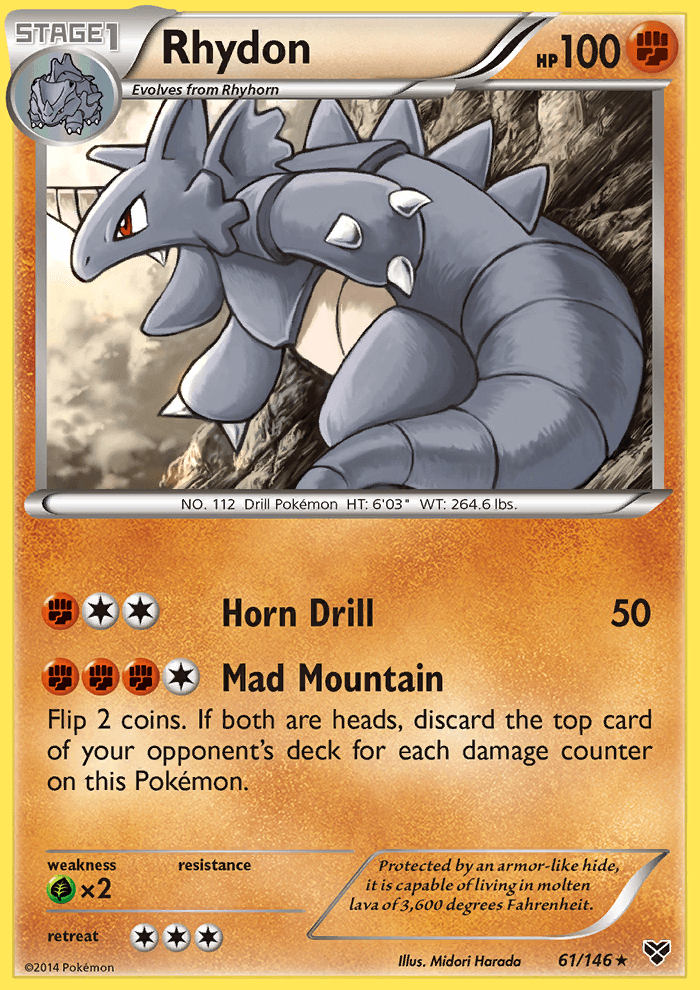 STAGE1
Rhydon
HP100
Evolves from Rhyhorn
NO. 112 Drill Pokémon HT: 6'03" WT: 264.6 lbs.
Horn Drill 50
Mad Mountain
Flip 2 coins. If both are heads, discard the top card
of your opponent's deck for each damage counter
on this Pokémon.
weakness resistance
×2
retreat
Protected by an armor-like hide,
it is capable of living in molten
lava of 3,600 degrees Fahrenheit.
©2014 Pokémon
Illus. Midori Harada 61/146 ★